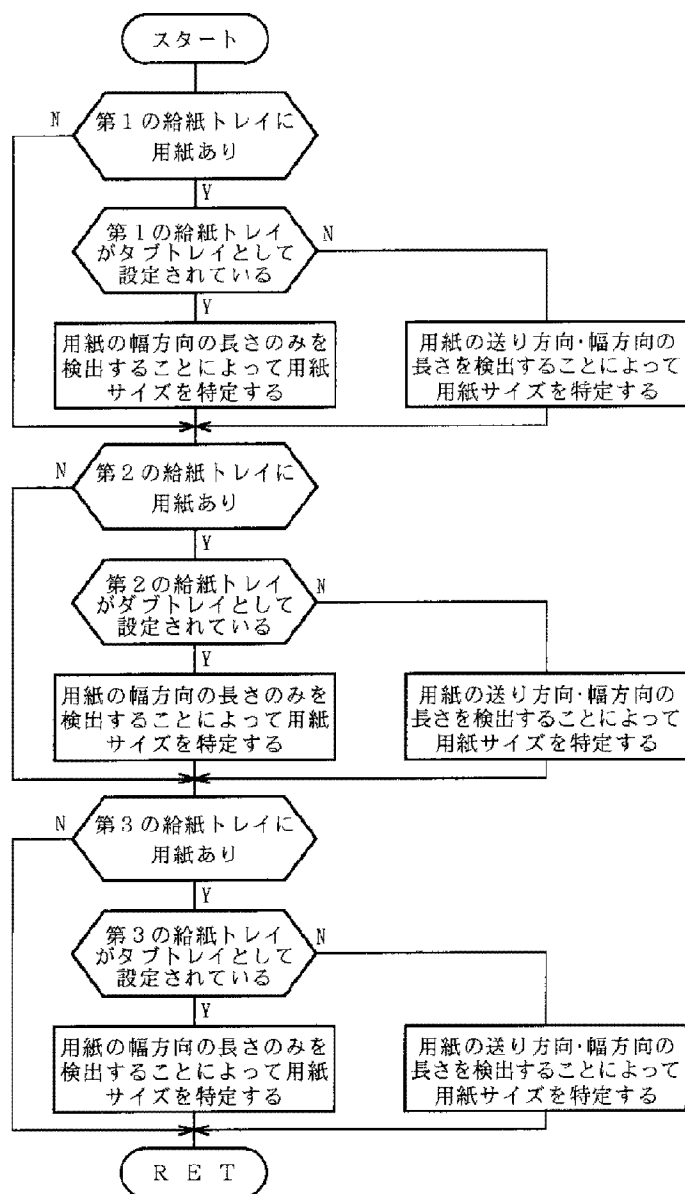 スタート
N
第1の給紙トレイに
用紙あり
Y
第1の給紙トレイ
がタブトレイとして
設定されている
N
Y
用紙の幅方向の長さのみを
検出することによって用紙
サイズを特定する
用紙の送り方向・幅方向の
長さを検出することによって
用紙サイズを特定する
N
第2の給紙トレイに
用紙あり
Y
第2の給紙トレイ
がダブトレイとして
設定されている
N
Y
用紙の幅方向の長さのみを
検出することによって用紙
サイズを特定する
用紙の送り方向・幅方向の
長さを検出することによって
用紙サイズを特定する
N
第3の給紙トレイに
用紙あり
Y
第3の給紙トレイ
がタブトレイとして
設定されている
N
Y
用紙の幅方向の長さのみを
検出することによって用紙
サイズを特定する
用紙の送り方向・幅方向の
長さを検出することによって
用紙サイズを特定する
RET